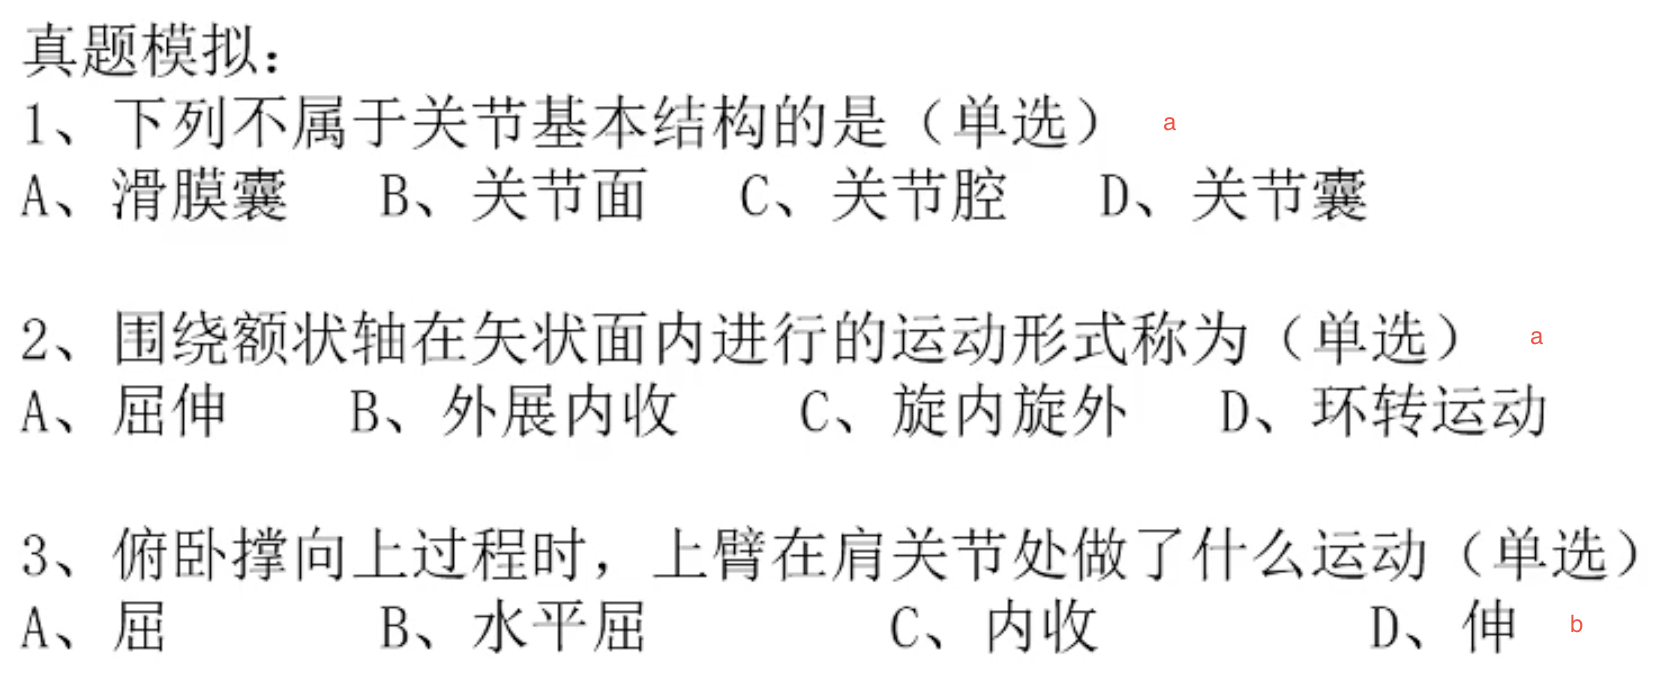 真题模拟：
1、下列不属于关节基本结构的是（单选） a
A、滑膜囊 B、关节面 C、关节腔 D、关节囊
2、围绕额状轴在矢状面内进行的运动形式称为（单选） a
A、屈伸 B、外展内收 C、旋内旋外 D、环转运动
3、俯卧撑向上过程时，上臂在肩关节处做了什么运动（单选）
A、屈 B、水平屈 C、内收 D、伸 b